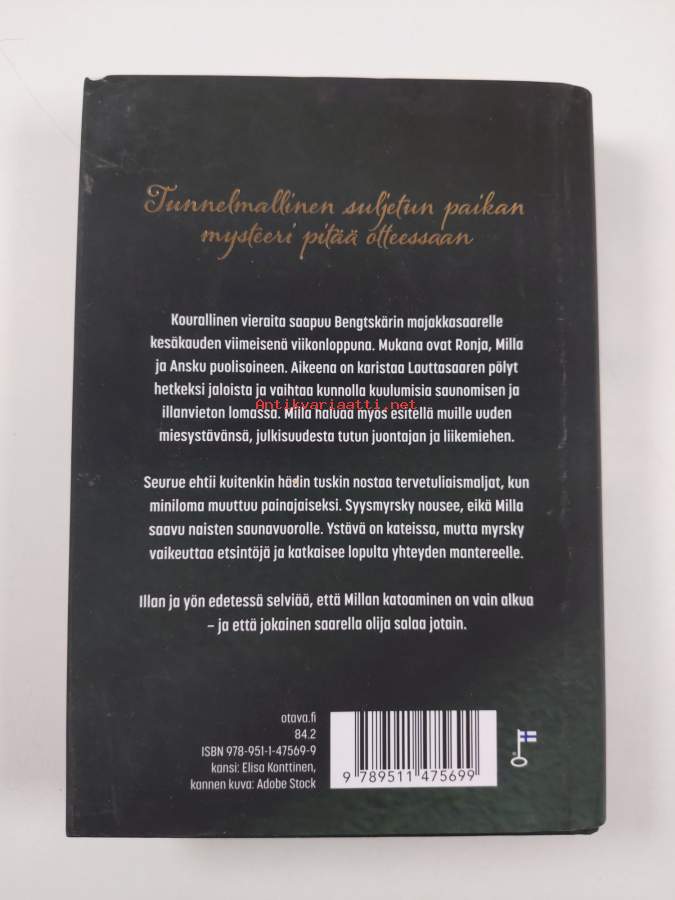 Tunnelmallinen suljetun paikan
mysteeri pitää otteessaan
Kourallinen vieraita saapuu Bengtskärin majakkasaarelle
kesäkauden viimeisenä viikonloppuna. Mukana ovat Ronja, Milla
ja Ansku puolisoineen. Aikeena on karistaa Lauttasaaren pölyt
hetkeksi jaloista ja vaihtaa kunnolla kuulumisia saunomisen ja
illanvieton lomassa. Milla haluaa myös esitellä muille uuden
Antikvariaatti.net
miesystävänsä, julkisuudesta tutun juontajan ja liikemiehen.
Seurue ehtii kuitenkin hädin tuskin nostaa tervetuliaismaljat, kun
miniloma muuttuu painajaiseksi. Syysmyrsky nousee, eikä Milla
saavu naisten saunavuorolle. Ystävä on kateissa, mutta myrsky
vaikeuttaa etsintöjä ja katkaisee lopulta yhteyden mantereelle.
Illan ja yön edetessä selviää, että Millan katoaminen on vain alkua
– ja että jokainen saarella olija salaa jotain.
otava.fi
84.2
ISBN 978-951-1-47569-9
kansi: Elisa Konttinen,
kannen kuva: Adobe Stock
9 789511 475699